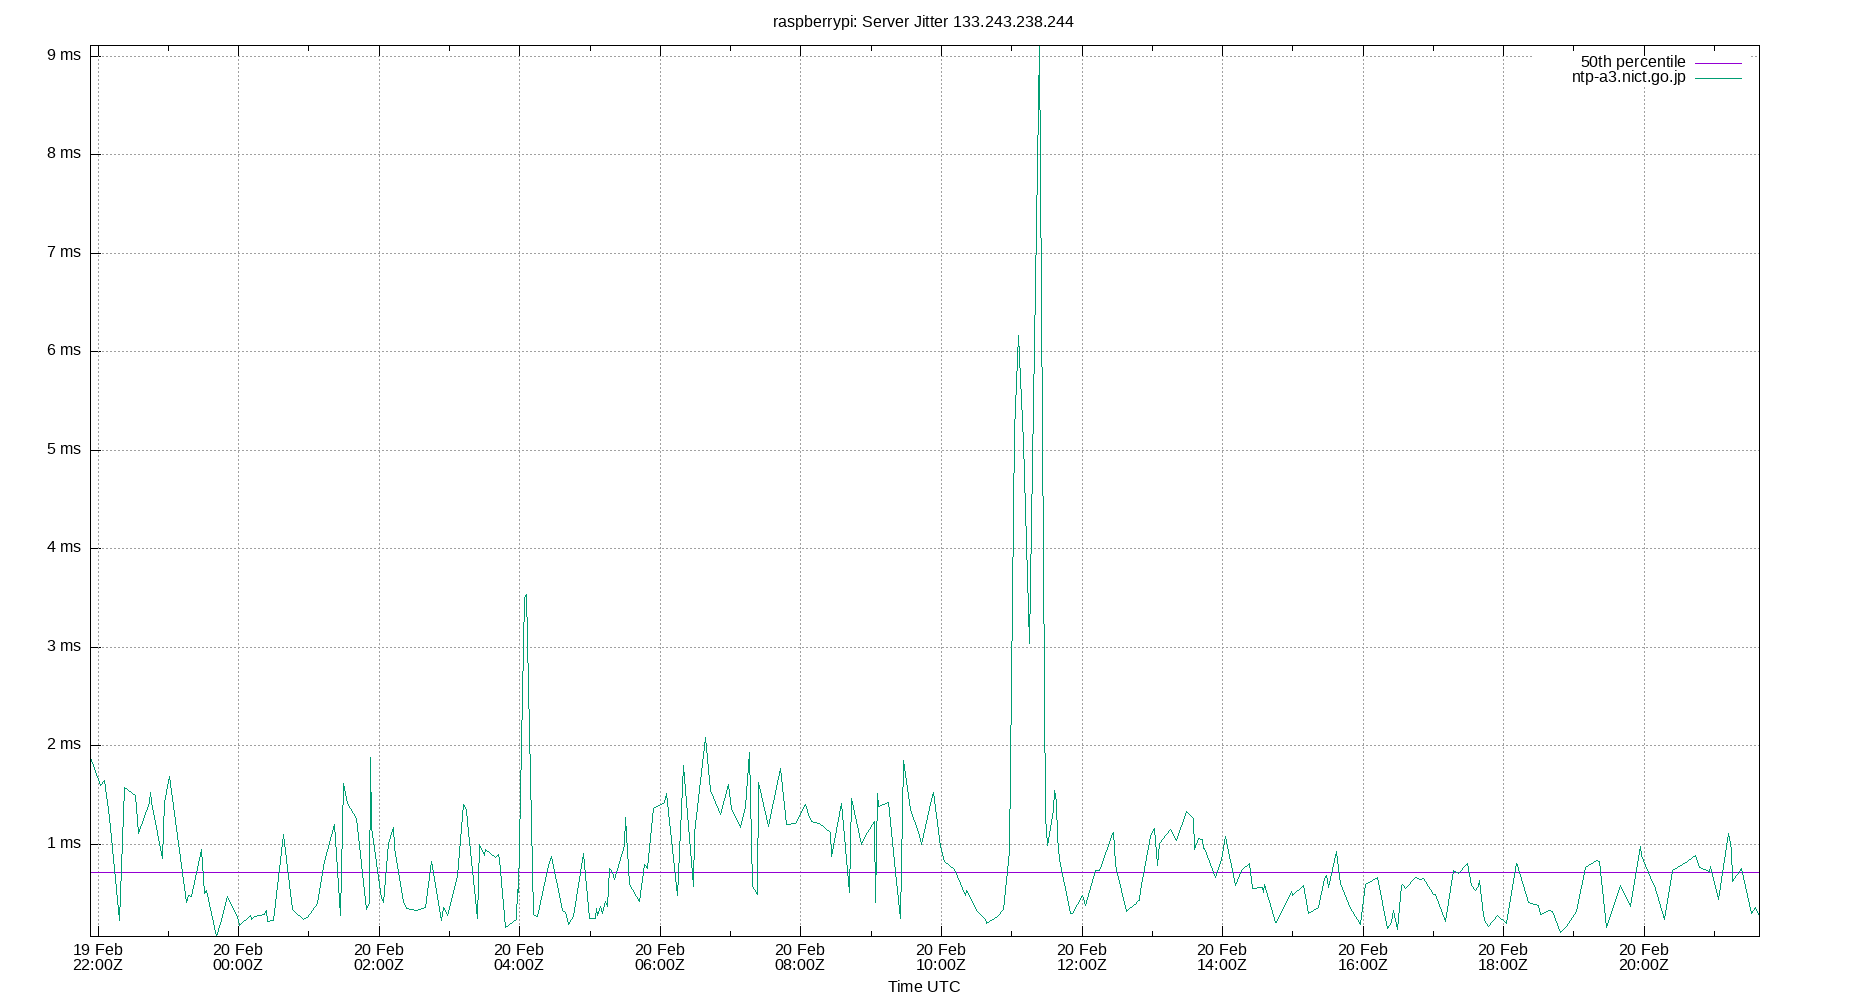 raspberrypi: Server Jitter 133.243.238.244
9 ms
8 ms
7 ms
6 ms
5 ms
4 ms
3 ms
2 ms
1 ms
50th percentile
ntp-a3.nict.go.jp
19 Feb 20 Feb 20 Feb 20 Feb 20 Feb 20 Feb 20 Feb 20 Feb 20 Feb 20 Feb 20 Feb 20 Feb
22:00Z 00:00Z 02:00Z 04:00Z 06:00Z 08:00Z 10:00Z 12:00Z 14:00Z 16:00Z 18:00Z 20:00Z
Time UTC